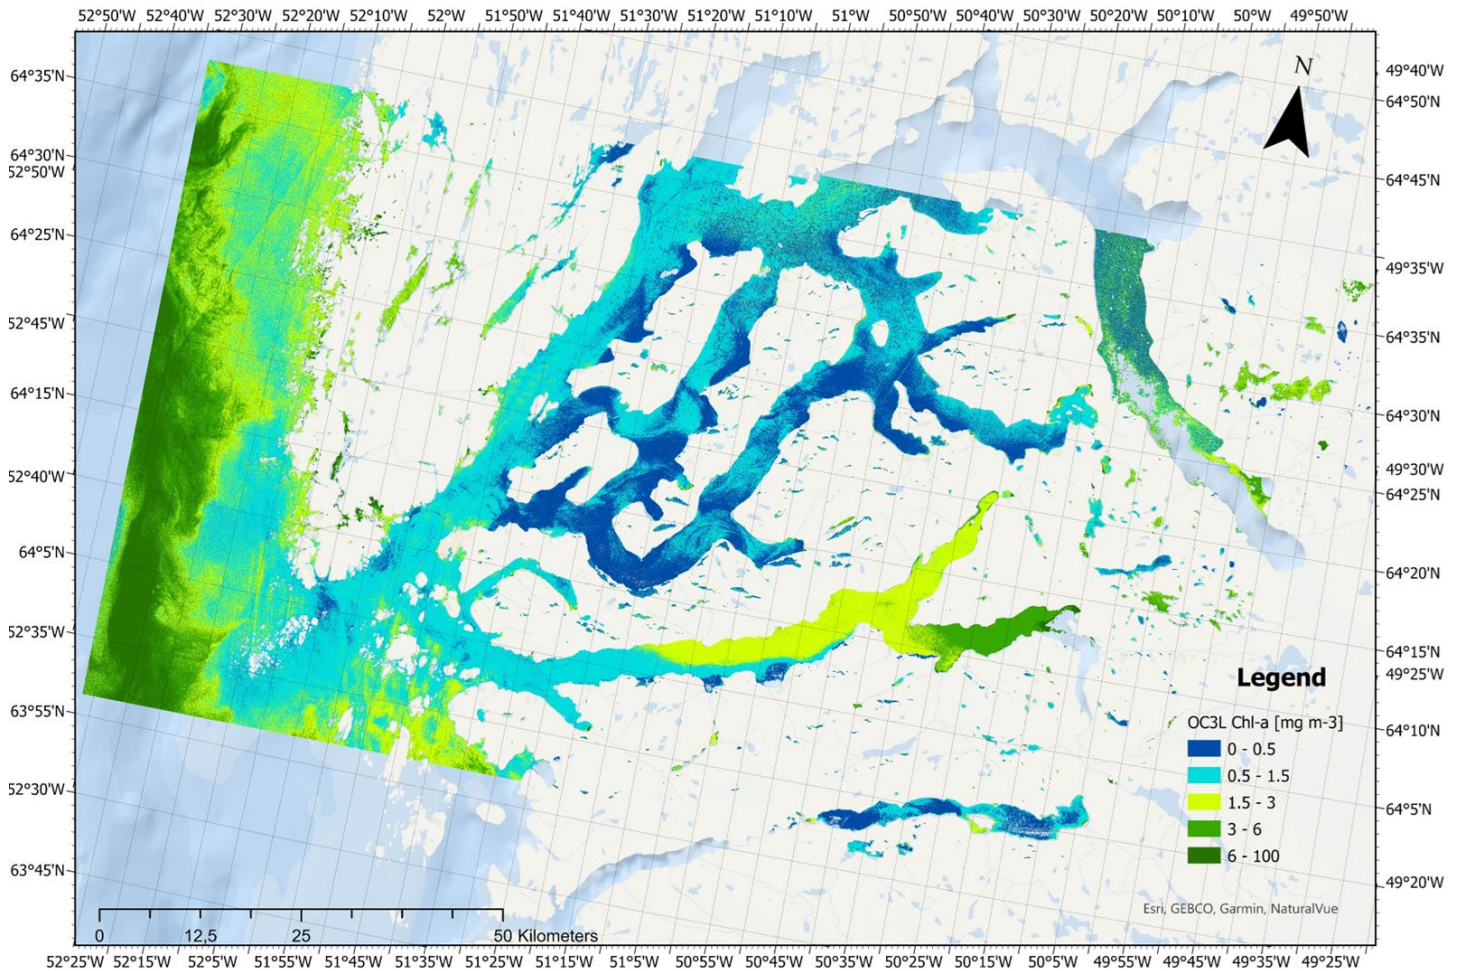 52°50'W 52°40'W 52°30'W 52°20'W 52°10'W 52°W 51°50'W 51°40'W 51°30'W 51°20'W 51°10'W 51°W 50°50'W 50°40'W 50°30'W 50°20'W 50°10'W 50°W 49°50'W
N
64°35'N
64°30'N
52°50'W
64°25'N
52°45'W
64°15'N
52°40'W
64°5'N
52°35'W
63°55'N
52°30'W
63°45'N
49°40'W
64°50'N
64°45'N
49°35'W
64°35'N
64°30'N
49°30'W
64°25'N
64°20'N
64°15'N
49°25'W
64°10'N
64°5'N
49°20'W
Legend
OC3L Chl-a [mg m-3]
0 - 0.5
0.5 - 1.5
1.5 - 3
3 - 6
6 - 100
Esri, GEBCO, Garmin, NaturalVue
0 12,5 25 50 Kilometers
52°25'W 52°15'W 52°5'W 51°55'W 51°45'W 51°35'W 51°25'W 51°15'W 51°5'W 50°55'W 50°45'W 50°35'W 50°25'W 50°15'W 50°5'W 49°55'W 49°45'W 49°35'W 49°25'W